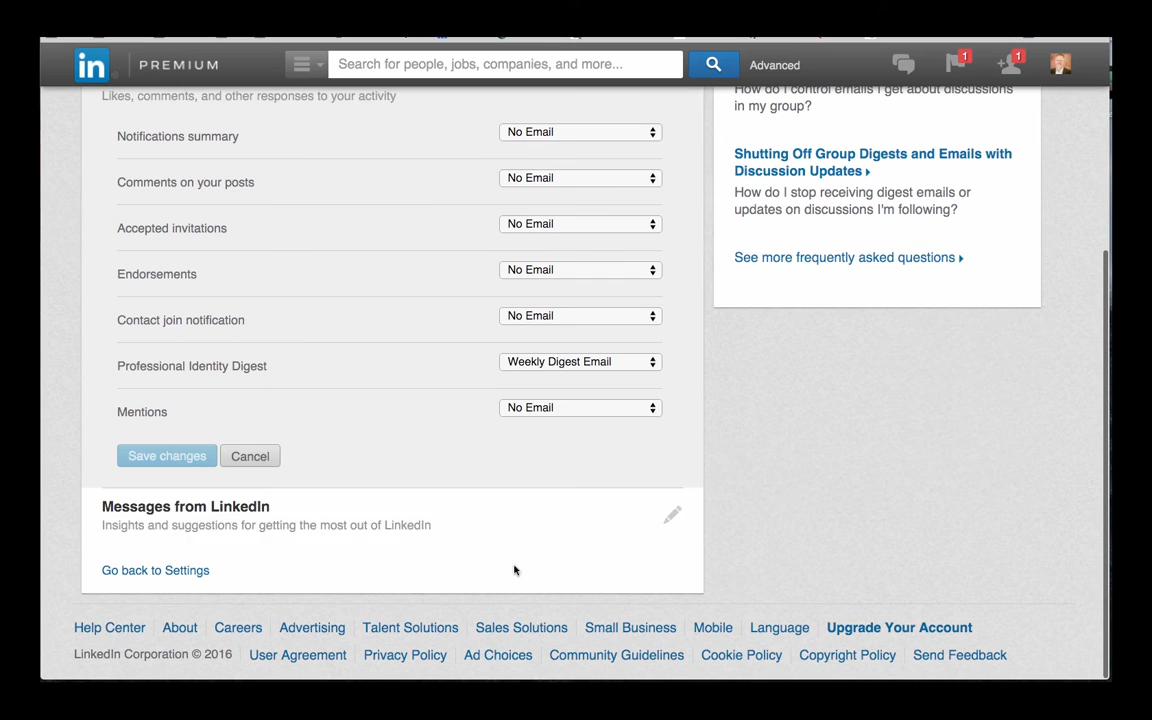 in PREMIUM Search for people, jobs, companies, and more... Advanced 1 1
Likes, comments, and other responses to your activity
Notifications summary No Email
Comments on your posts No Email
Accepted invitations No Email
Endorsements No Email
Contact join notification No Email
Professional Identity Digest Weekly Digest Email
Mentions No Email
Save changes Cancel
Messages from LinkedIn
Insights and suggestions for getting the most out of LinkedIn
Go back to Settings
How do I control emails I get about discussions
in my group?
Shutting Off Group Digests and Emails with
Discussion Updates
How do I stop receiving digest emails or
updates on discussions I'm following?
See more frequently asked questions
Help Center About Careers Advertising Talent Solutions Sales Solutions Small Business Mobile Language Upgrade Your Account
LinkedIn Corporation © 2016 User Agreement Privacy Policy Ad Choices Community Guidelines Cookie Policy Copyright Policy Send Feedback